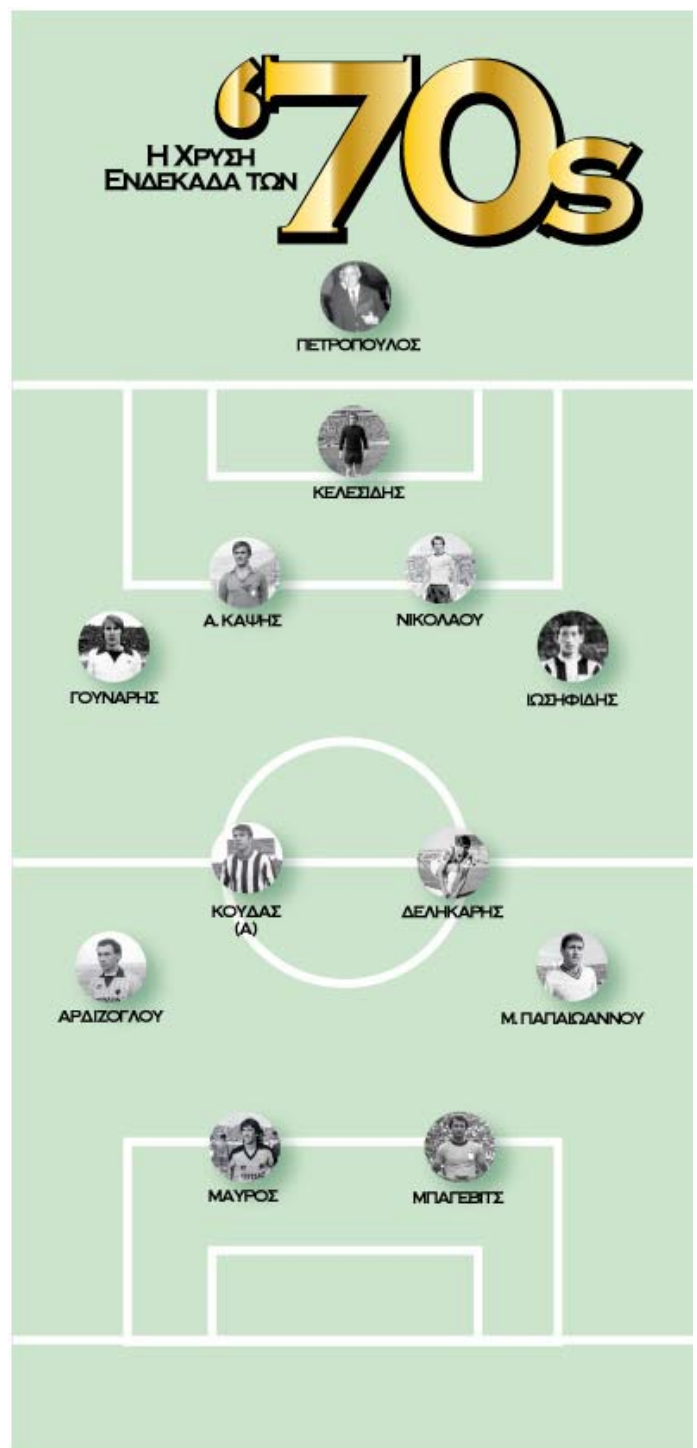 '70s
Η ΧΡΥΣΗ
ΕΝΔΕΚΑΔΑ ΤΩΝ
ΠΕΤΡΟΠΟΥΛΟΣ
ΚΕΛΕΣΙΔΗΣ
Α. ΚΑΨΗΣ
ΝΙΚΟΛΑΟΥ
ΓΟΥΝΑΡΗΣ
ΙΩΣΗΦΙΔΗΣ
ΚΟΥΔΑΣ
(Α)
ΔΕΛΗΚΑΡΗΣ
ΑΡΔΙΖΟΓΛΟΥ
Μ. ΠΑΠΑΙΩΑΝΝΟΥ
ΜΑΥΡΟΣ
ΜΠΑΓΕΒΙΤΣ